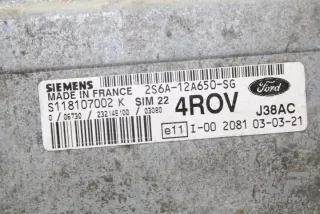 SIEMENS 2S6A-12A650-SG Ford
MADE IN FRANCE
S118107002 K SIM 22 4ROV J38AC
0 / 06730 / 232145100 / 03080
e11 I-00 2081 03-03-21